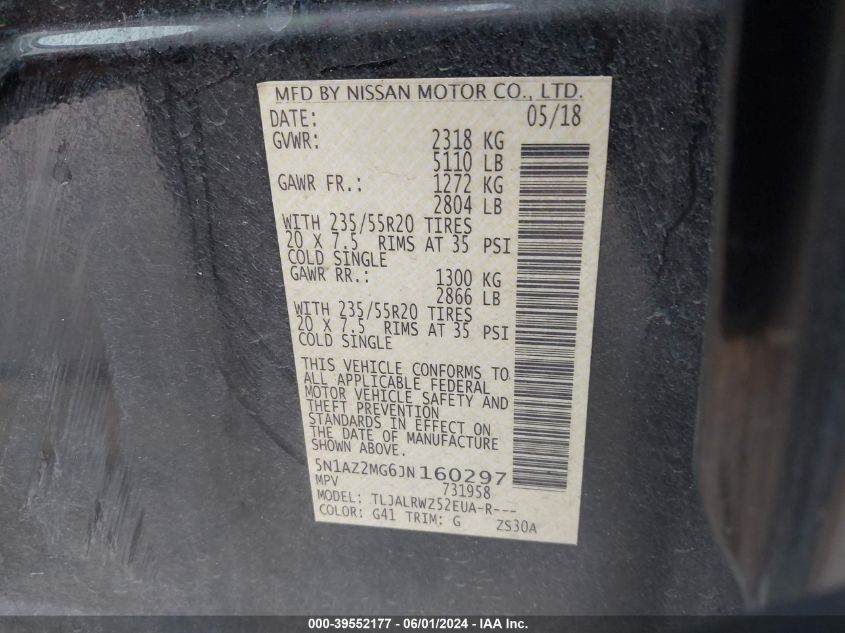 MFD BY NISSAN MOTOR CO., LTD.
DATE: 05/18
GVWR: 2318 KG
5110 LB
GAWR FR.: 1272 KG
2804 LB
WITH 235/55R20 TIRES
20 X 7.5 RIMS AT 35 PSI
COLD SINGLE
GAWR RR.: 1300 KG
2866 LB
WITH 235/55R20 TIRES
20 X 7.5 RIMS AT 35 PSI
COLD SINGLE
THIS VEHICLE CONFORMS TO
ALL APPLICABLE FEDERAL
MOTOR VEHICLE SAFETY AND
THEFT PREVENTION
STANDARDS IN EFFECT ON
THE DATE OF MANUFACTURE
SHOWN ABOVE.
5N1AZ2MG6JN160297
MPV 731958
MODEL: TLJALRWZ52EUA-R---
COLOR: G41 TRIM: G ZS30A
000-39552177 - 06/01/2024 - IAA Inc.